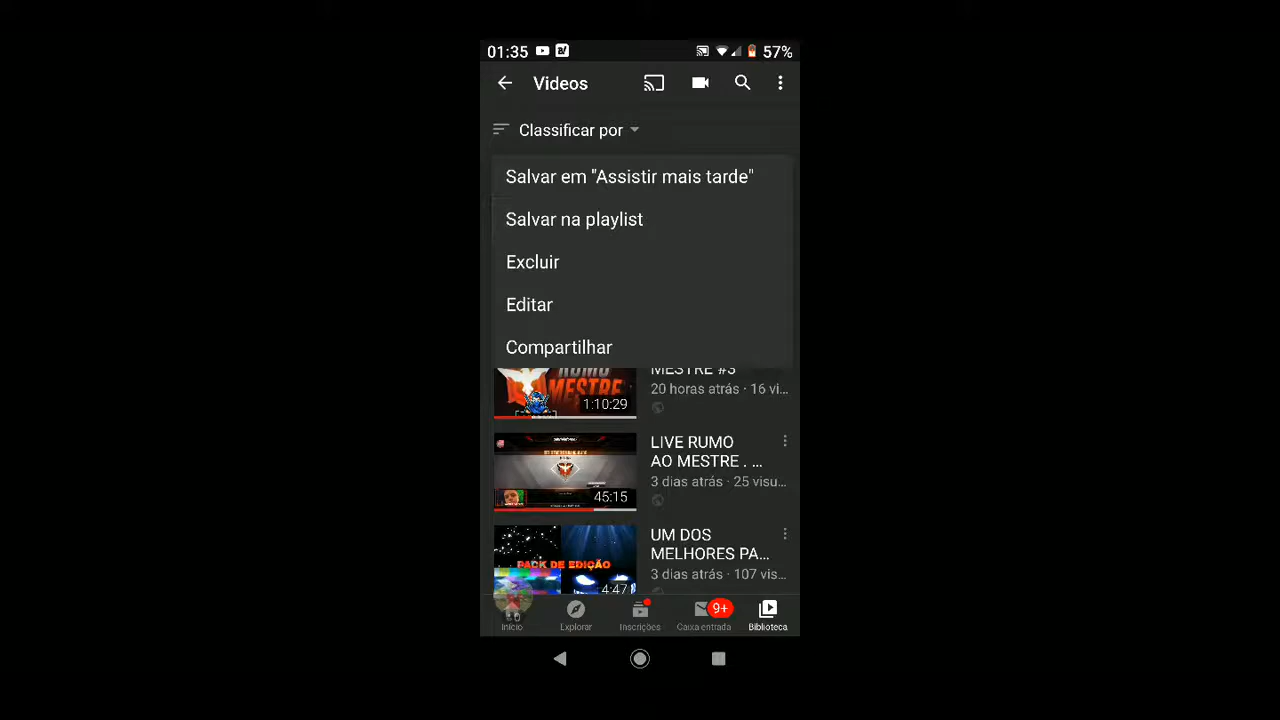 01:35
57%
Videos
Classificar por
Salvar em "Assistir mais tarde"
Salvar na playlist
Excluir
Editar
Compartilhar
MESTRE #3
20 horas atrás · 16 vi...
RUMO
MESTRE
1:10:29
LIVE RUMO
AO MESTRE . ...
3 dias atrás · 25 visu...
45:15
UM DOS
MELHORES PA...
3 dias atrás · 107 vis...
PACK DE EDIÇÃO
4:47
9+
Início
Explorar
Inscrições
Caixa entrada
Biblioteca